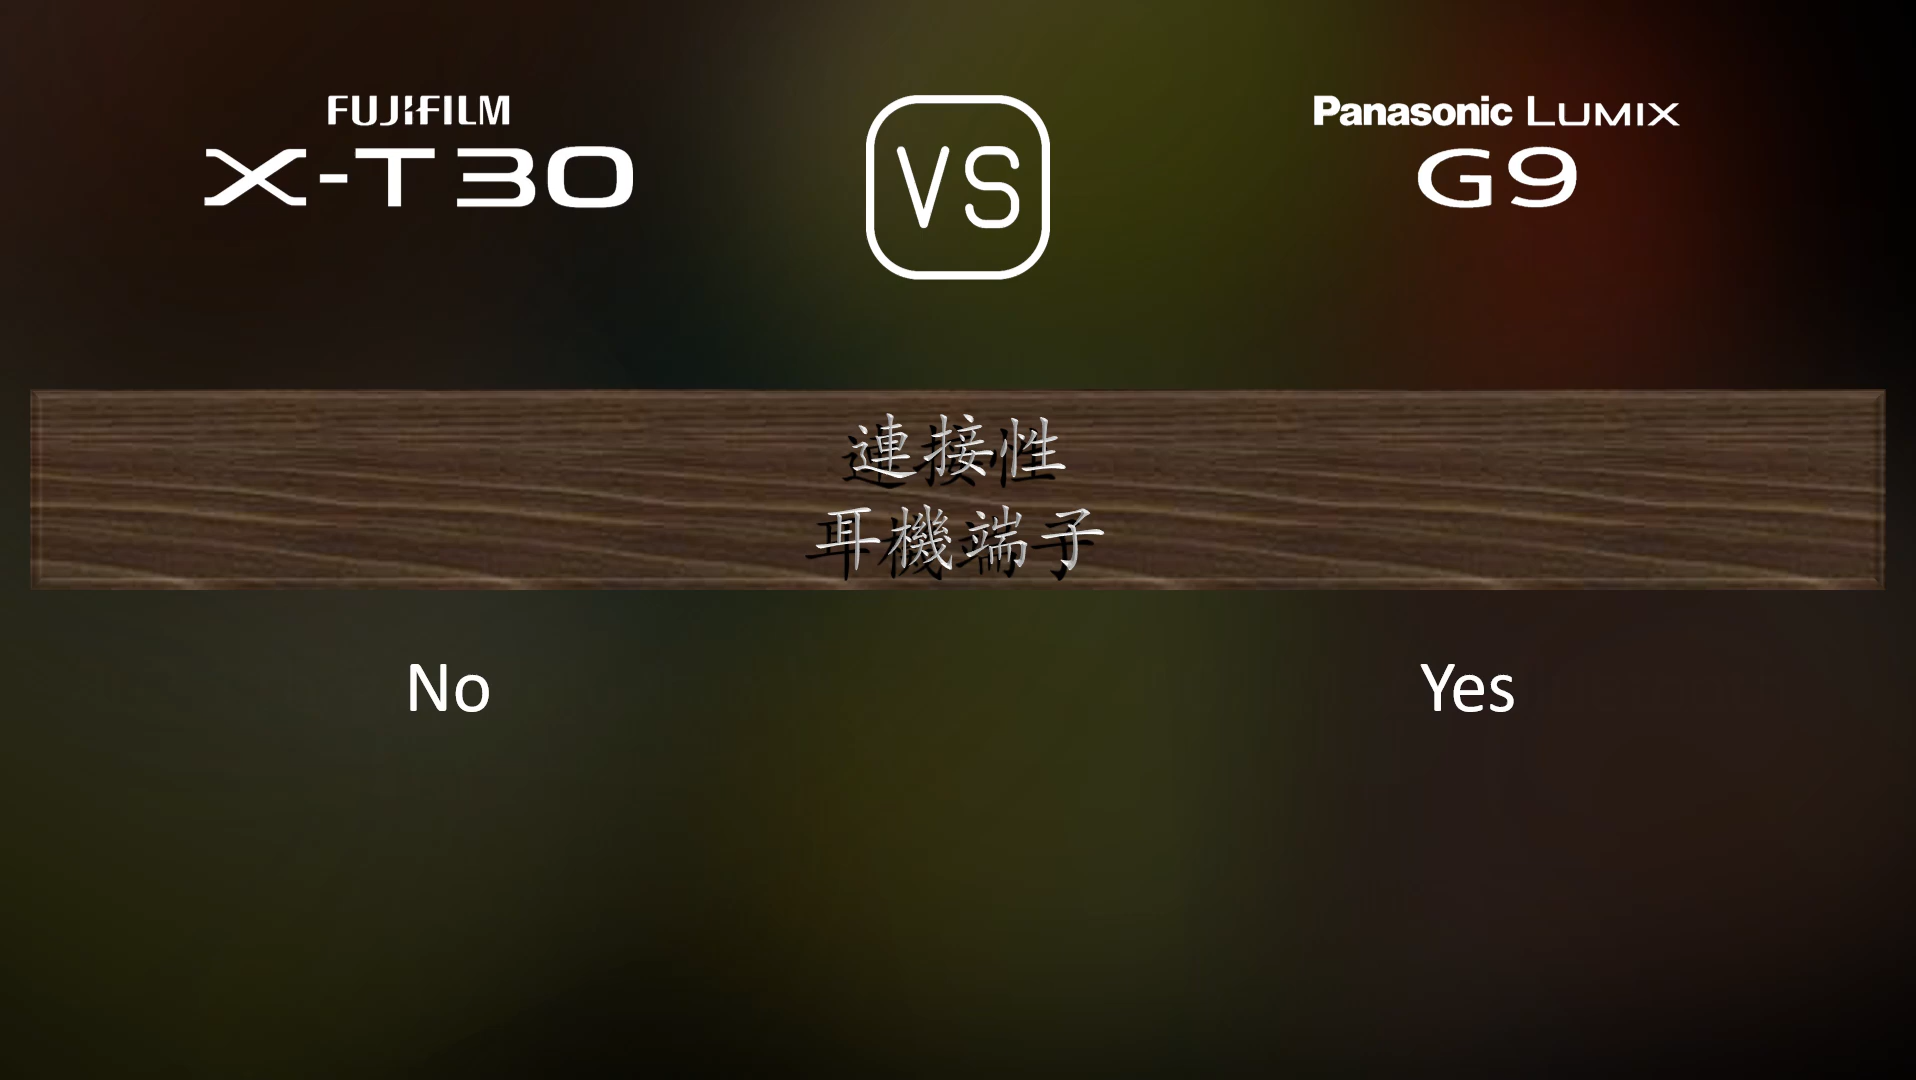 FUJIFILM
X-T30
VS
Panasonic LUMIX
G9
連接性
耳機端子
No
Yes